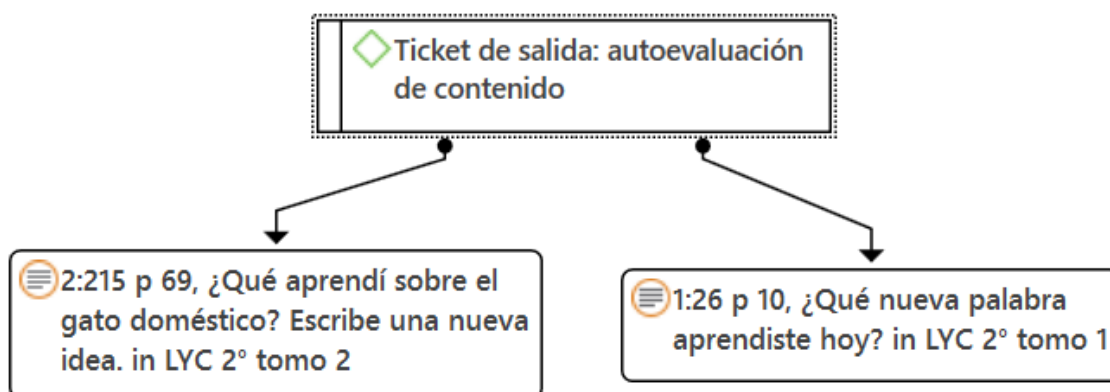 Ticket de salida: autoevaluación
de contenido
2:215 p 69, ¿Qué aprendí sobre el
gato doméstico? Escribe una nueva
idea. in LYC 2° tomo 2
1:26 p 10, ¿Qué nueva palabra
aprendiste hoy? in LYC 2° tomo 1